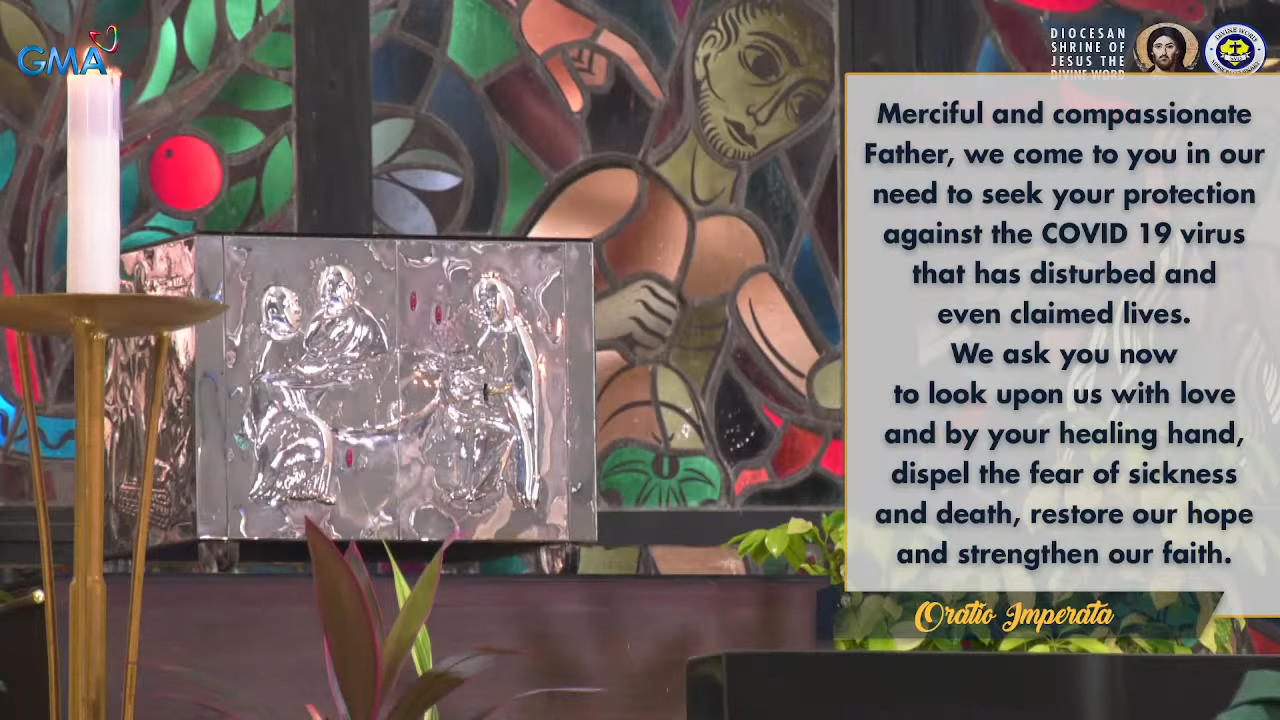 GMA
DIOCESAN
SHRINE OF
JESUS THE
DIVINE WORD
DIVINE WORD
Merciful and compassionate
Father, we come to you in our
need to seek your protection
against the COVID 19 virus
that has disturbed and
even claimed lives.
We ask you now
to look upon us with love
and by your healing hand,
dispel the fear of sickness
and death, restore our hope
and strengthen our faith.
Oratio Imperata